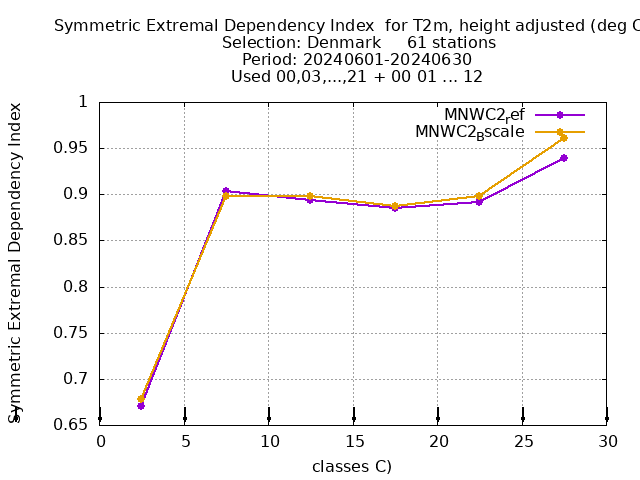 Symmetric Extremal Dependency Index for T2m, height adjusted (deg C
Selection: Denmark 61 stations
Period: 20240601-20240630
Used 00,03,...,21 + 00 01 ... 12
Symmetric Extremal Dependency Index
MNWC2ref
MNWC2Bscale
1
0.95
0.9
0.85
0.8
0.75
0.7
0.65
0 5 10 15 20 25 30
classes C)